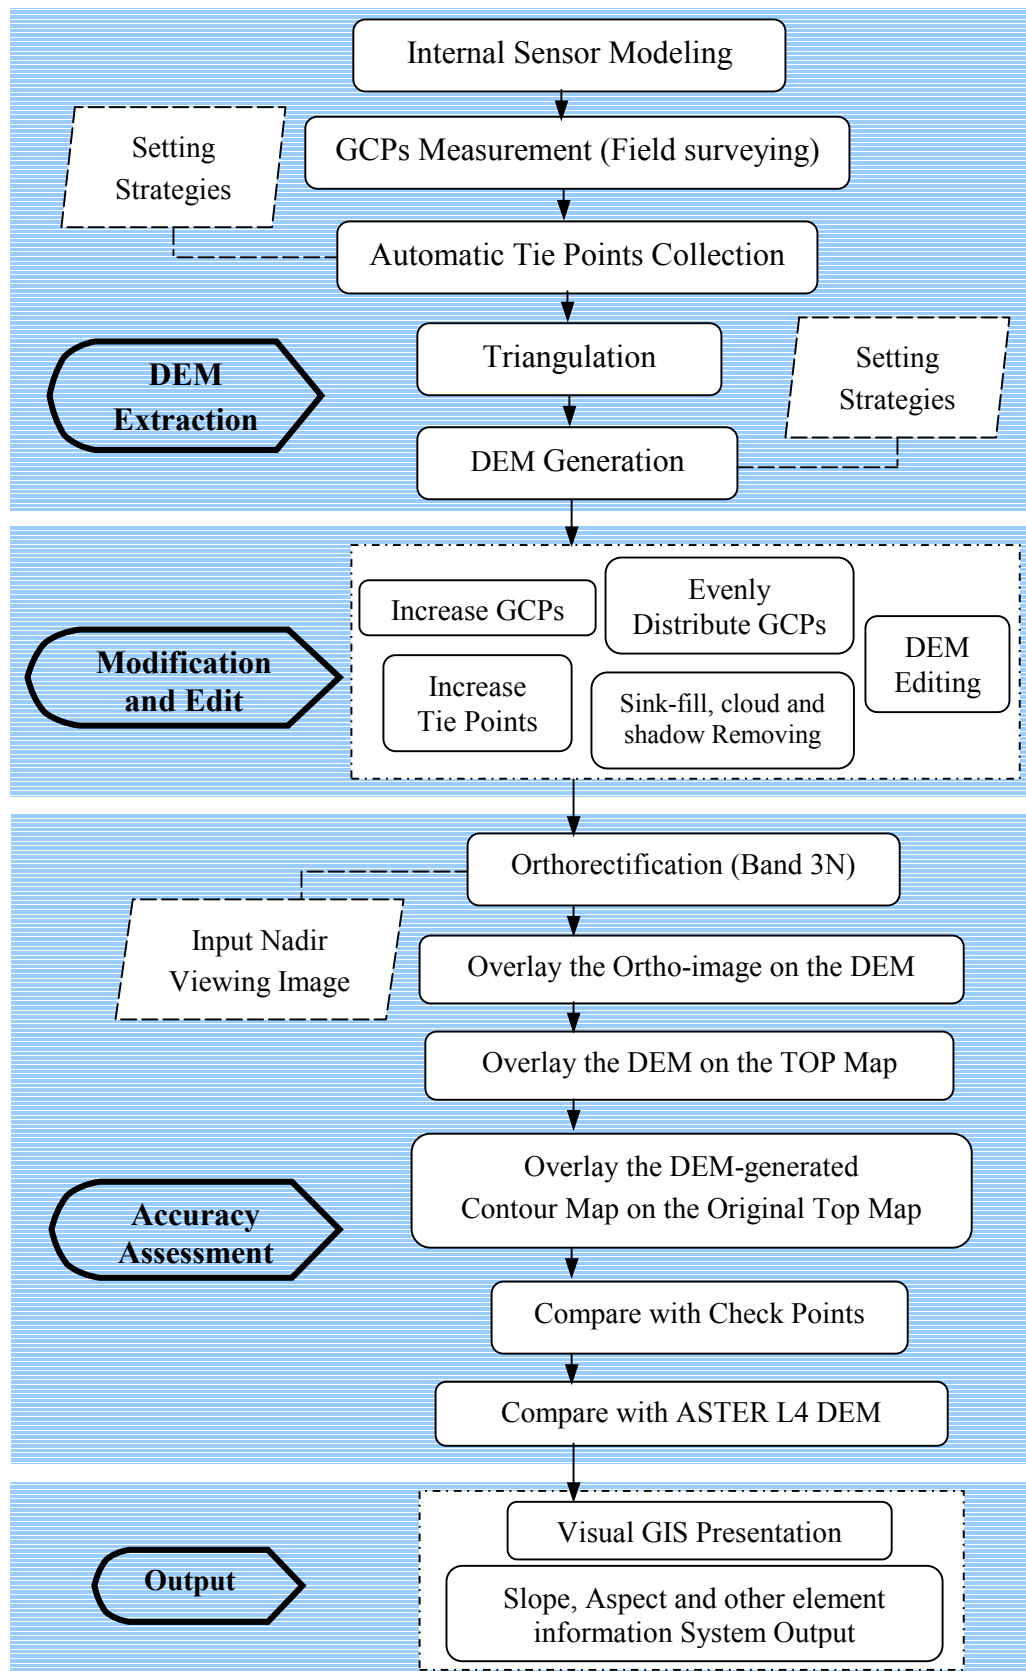 Internal Sensor Modeling
GCPs Measurement (Field surveying)
Setting
Strategies
Automatic Tie Points Collection
Triangulation
Setting
Strategies
DEM
Extraction
DEM Generation
Increase GCPs
Evenly
Distribute GCPs
DEM
Editing
Modification
and Edit
Increase
Tie Points
Sink-fill, cloud and
shadow Removing
Orthorectification (Band 3N)
Input Nadir
Viewing Image
Overlay the Ortho-image on the DEM
Overlay the DEM on the TOP Map
Overlay the DEM-generated
Contour Map on the Original Top Map
Accuracy
Assessment
Compare with Check Points
Compare with ASTER L4 DEM
Visual GIS Presentation
Output
Slope, Aspect and other element
information System Output